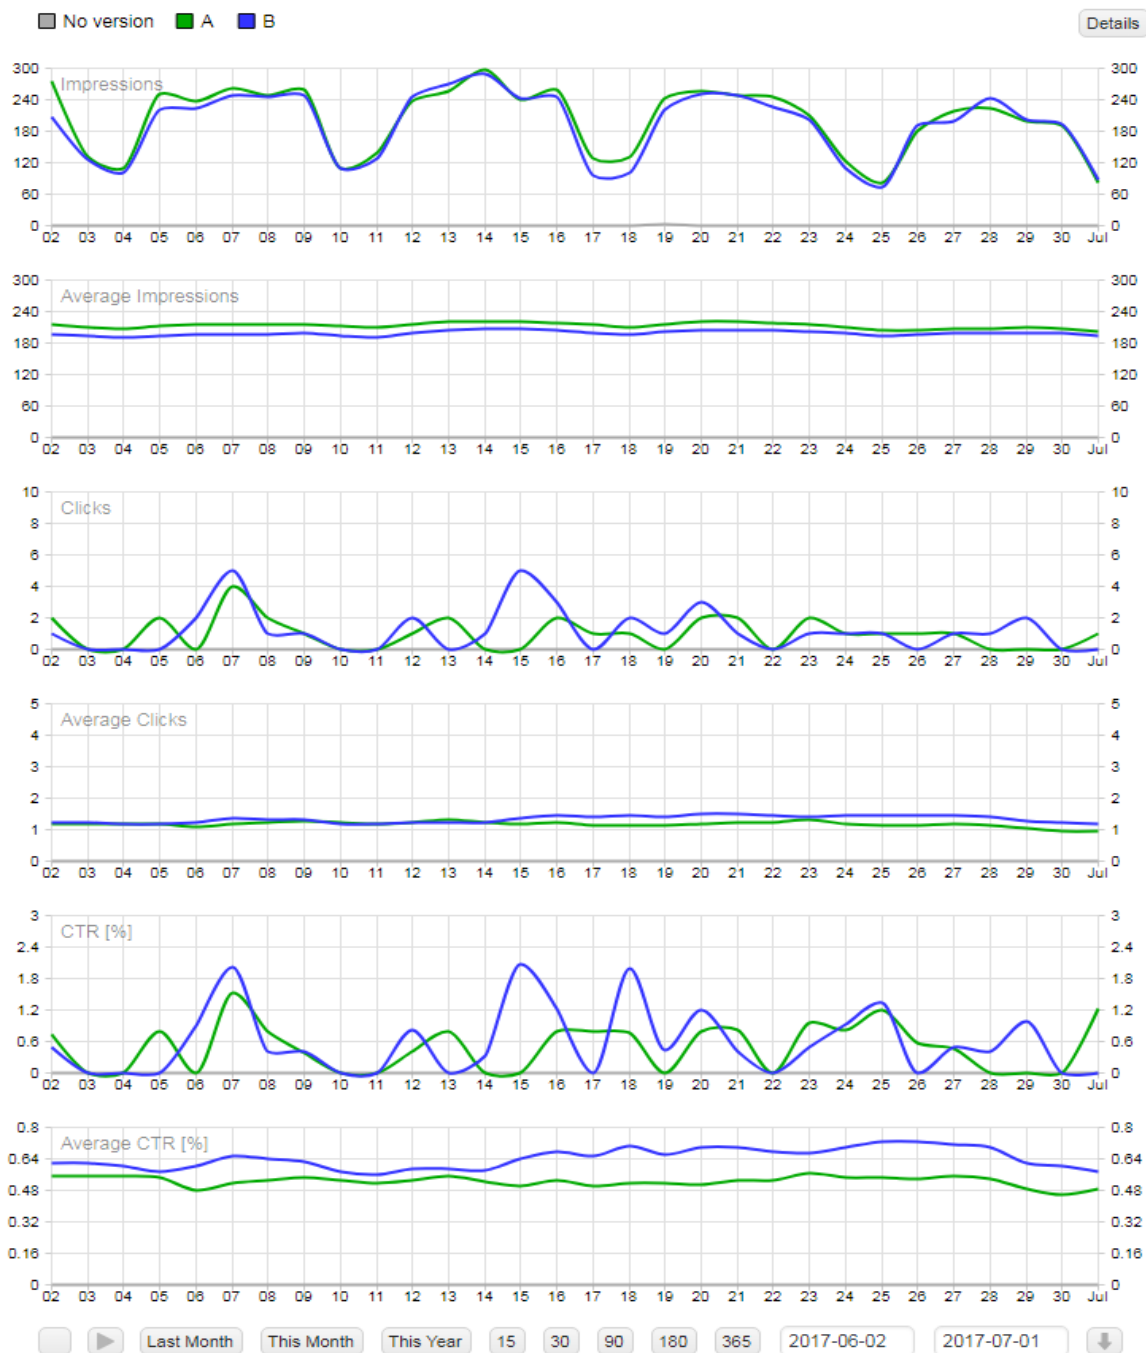 No version A B
Details
Impressions
300 300
240 240
180 180
120 120
60 60
0 0
02 03 04 05 06 07 08 09 10 11 12 13 14 15 16 17 18 19 20 21 22 23 24 25 26 27 28 29 30 Jul
Average Impressions
300 300
240 240
180 180
120 120
60 60
0 0
02 03 04 05 06 07 08 09 10 11 12 13 14 15 16 17 18 19 20 21 22 23 24 25 26 27 28 29 30 Jul
Clicks
10 10
8 8
6 6
4 4
2 2
0 0
02 03 04 05 06 07 08 09 10 11 12 13 14 15 16 17 18 19 20 21 22 23 24 25 26 27 28 29 30 Jul
Average Clicks
5 5
4 4
3 3
2 2
1 1
0 0
02 03 04 05 06 07 08 09 10 11 12 13 14 15 16 17 18 19 20 21 22 23 24 25 26 27 28 29 30 Jul
CTR [%]
3 3
2.4 2.4
1.8 1.8
1.2 1.2
0.6 0.6
0 0
02 03 04 05 06 07 08 09 10 11 12 13 14 15 16 17 18 19 20 21 22 23 24 25 26 27 28 29 30 Jul
Average CTR [%]
0.8 0.8
0.64 0.64
0.48 0.48
0.32 0.32
0.16 0.16
0 0
02 03 04 05 06 07 08 09 10 11 12 13 14 15 16 17 18 19 20 21 22 23 24 25 26 27 28 29 30 Jul
Last Month This Month This Year 15 30 90 180 365 2017-06-02 2017-07-01